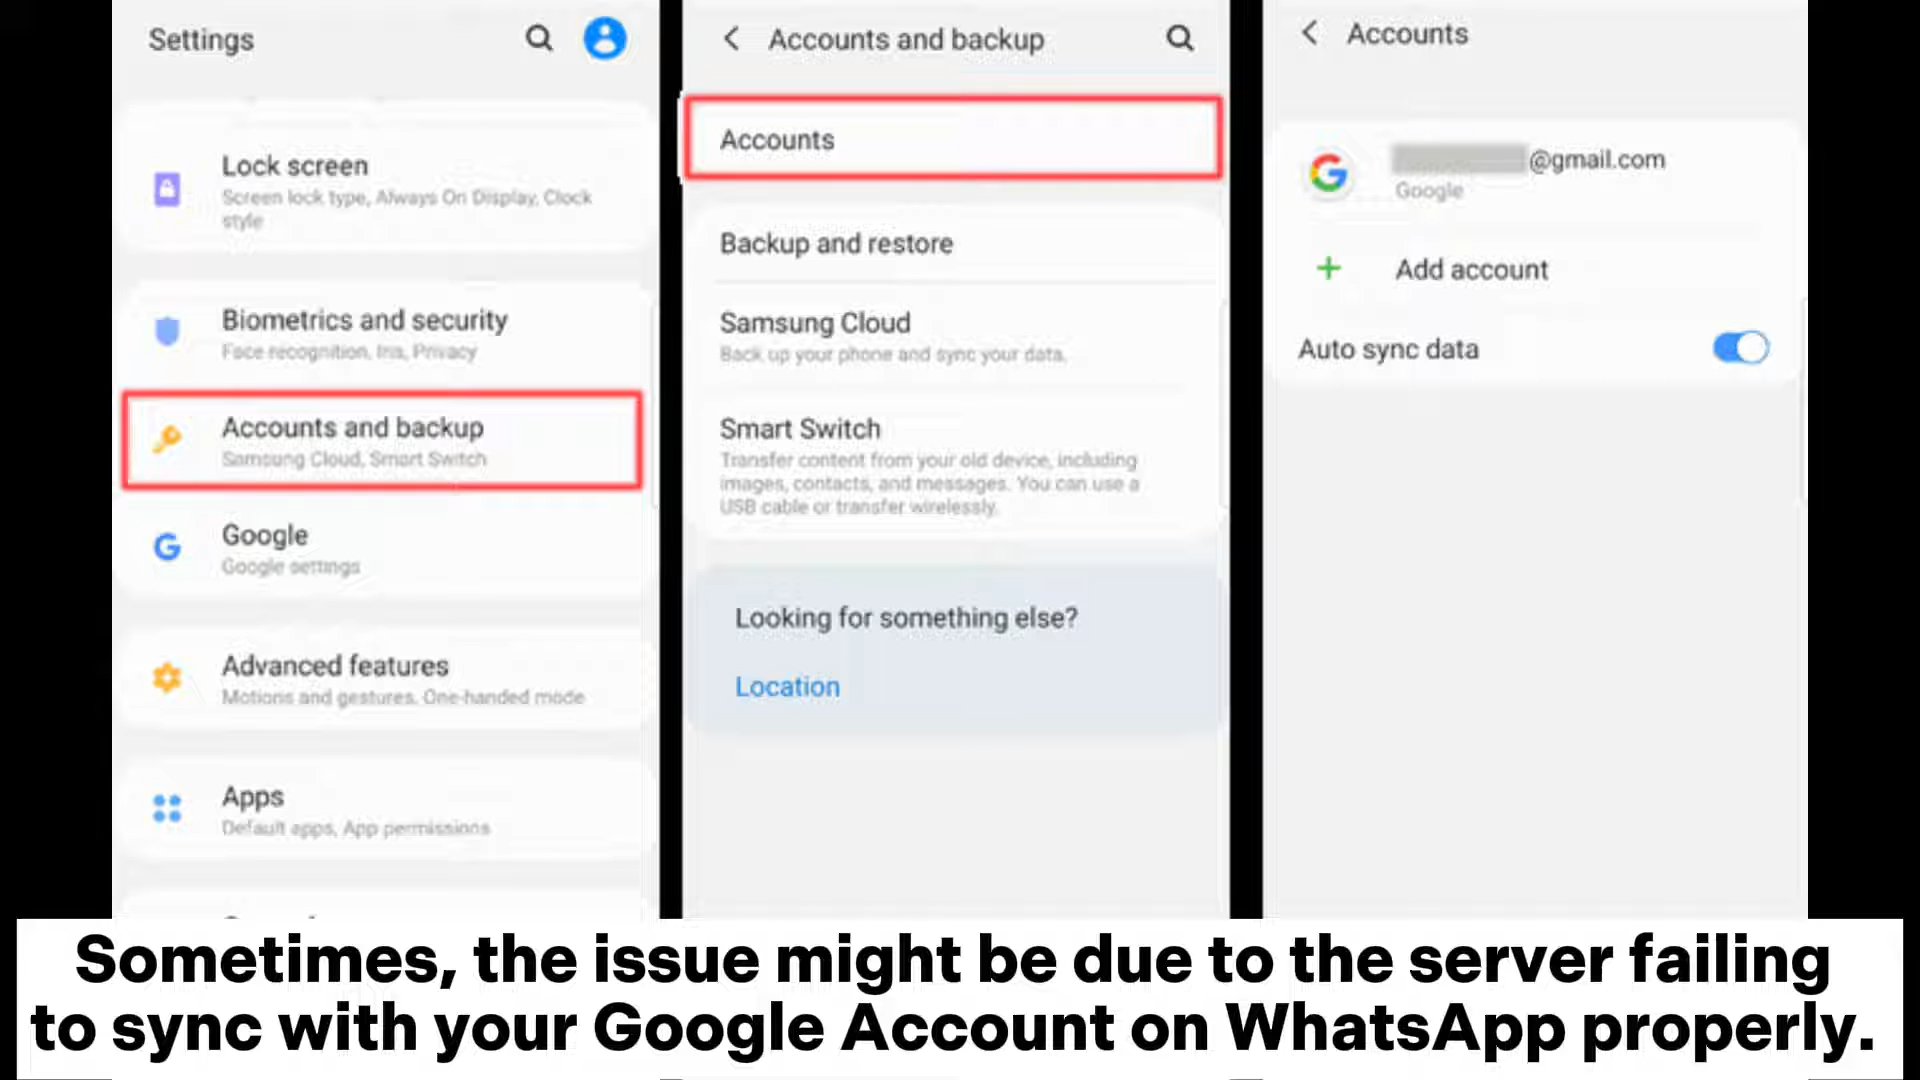 Settings
Lock screen
Screen lock type, Always On Display, Clock
style
Biometrics and security
Face recognition, Iris, Privacy
Accounts and backup
Samsung Cloud, Smart Switch
Google
Google settings
Advanced features
Motions and gestures, One-handed mode
Apps
Default apps, App permissions
Accounts and backup
Accounts
Backup and restore
Samsung Cloud
Back up your phone and sync your data.
Smart Switch
Transfer content from your old device, including
images, contacts, and messages. You can use a
USB cable or transfer wirelessly.
Looking for something else?
Location
Accounts
@gmail.com
Google
Add account
Auto sync data
Sometimes, the issue might be due to the server failing
to sync with your Google Account on WhatsApp properly.